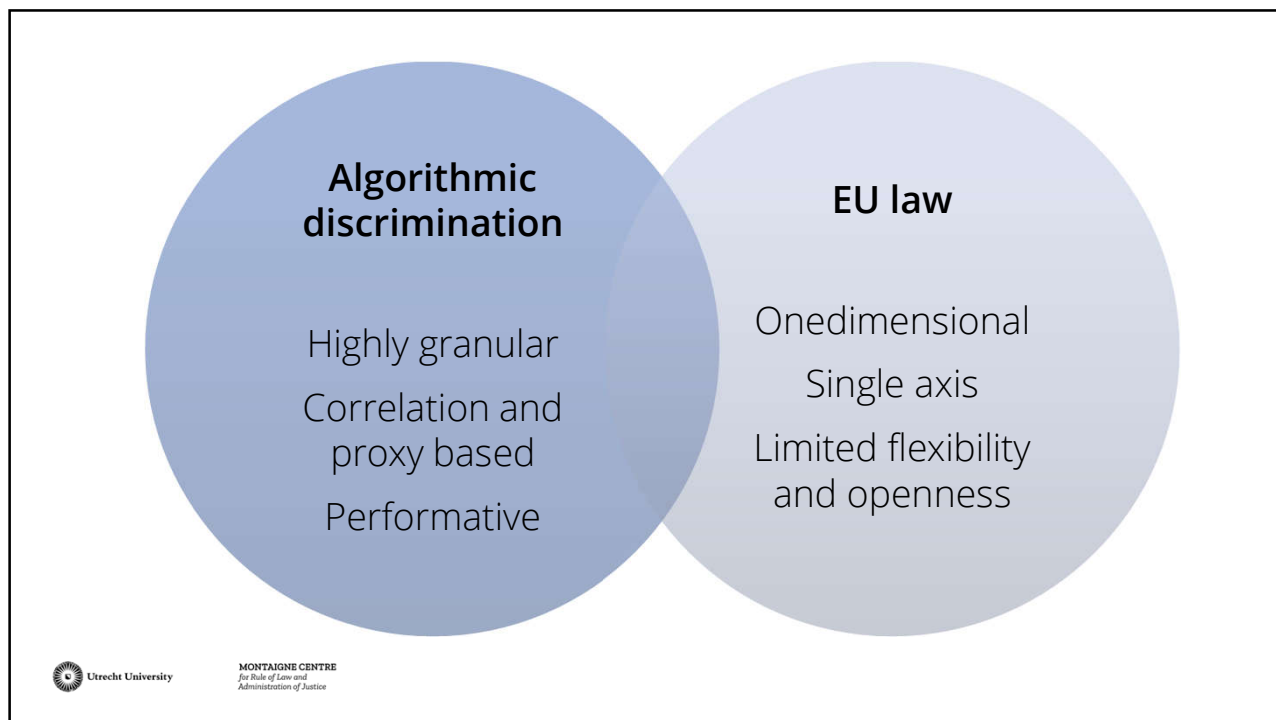 Algorithmic
discrimination
Highly granular
Correlation and
proxy based
Performative
EU law
Onedimensional
Single axis
Limited flexibility
and openness
Utrecht University
MONTAIGNE CENTRE
for Rule of Law and
Administration of Justice